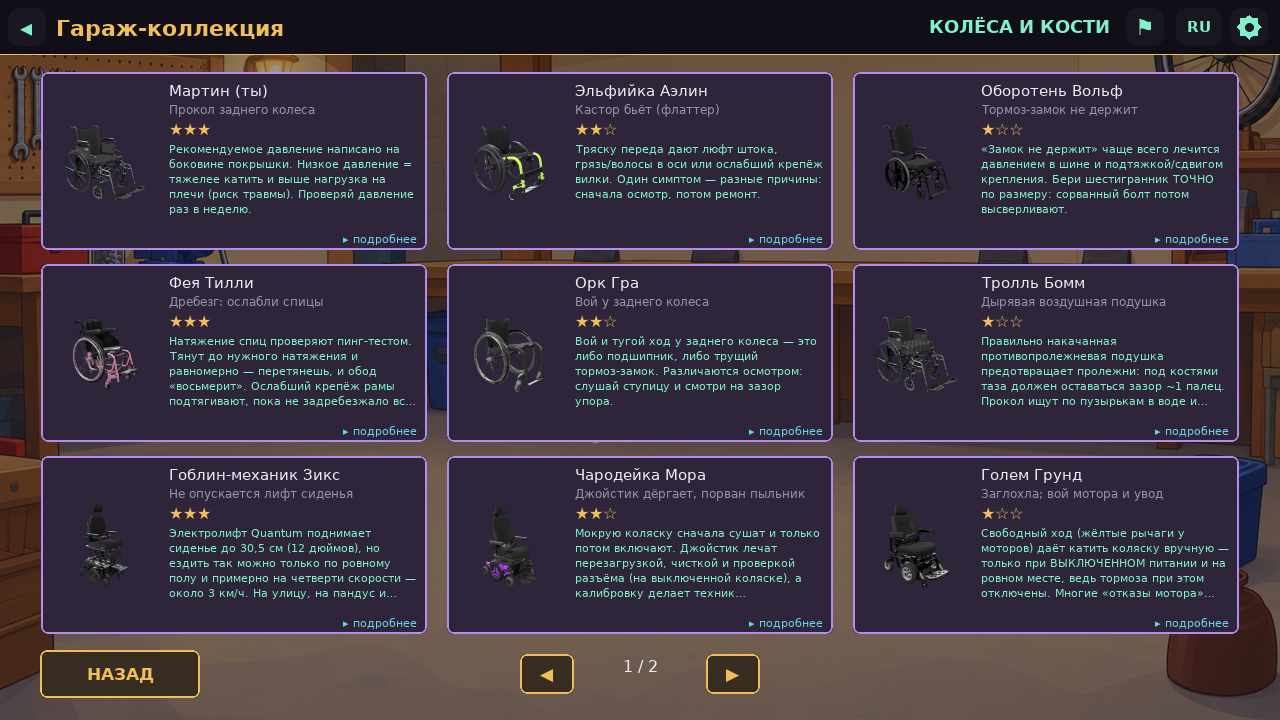 Гараж-коллекция
КОЛЁСА И КОСТИ
RU
Мартин (ты)
Прокол заднего колеса
★★★
Рекомендуемое давление написано на
боковине покрышки. Низкое давление =
тяжелее катить и выше нагрузка на
плечи (риск травмы). Проверяй давление
раз в неделю.
▸ подробнее
Эльфийка Аэлин
Кастор бьёт (флаттер)
★★☆
Тряску переда дают люфт штока,
грязь/волосы в оси или ослабший крепёж
вилки. Один симптом — разные причины:
сначала осмотр, потом ремонт.
▸ подробнее
Оборотень Вольф
Тормоз-замок не держит
★☆☆
«Замок не держит» чаще всего лечится
давлением в шине и подтяжкой/сдвигом
крепления. Бери шестигранник ТОЧНО
по размеру: сорванный болт потом
высверливают.
▸ подробнее
Фея Тилли
Дребезг: ослабли спицы
★★★
Натяжение спиц проверяют пинг-тестом.
Тянут до нужного натяжения и
равномерно — перетянешь, и обод
«восьмерит». Ослабший крепёж рамы
подтягивают, пока не задребезжало вс…
▸ подробнее
Орк Гра
Вой у заднего колеса
★★☆
Вой и тугой ход у заднего колеса — это
либо подшипник, либо трущий
тормоз-замок. Различаются осмотром:
слушай ступицу и смотри на зазор
упора.
▸ подробнее
Тролль Бомм
Дырявая воздушная подушка
★☆☆
Правильно накачанная
противопролежневая подушка
предотвращает пролежни: под костями
таза должен оставаться зазор ~1 палец.
Прокол ищут по пузырькам в воде и…
▸ подробнее
Гоблин-механик Зикс
Не опускается лифт сиденья
★★★
Электролифт Quantum поднимает
сиденье до 30,5 см (12 дюймов), но
ездить так можно только по ровному
полу и примерно на четверти скорости —
около 3 км/ч. На улицу, на пандус и…
▸ подробнее
Чародейка Мора
Джойстик дёргает, порван пыльник
★★☆
Мокрую коляску сначала сушат и только
потом включают. Джойстик лечат
перезагрузкой, чисткой и проверкой
разъёма (на выключенной коляске), а
калибровку делает техник…
▸ подробнее
Голем Грунд
Заглохла; вой мотора и увод
★☆☆
Свободный ход (жёлтые рычаги у
моторов) даёт катить коляску вручную —
только при ВЫКЛЮЧЕННОМ питании и на
ровном месте, ведь тормоза при этом
отключены. Многие «отказы мотора»…
▸ подробнее
НАЗАД
1 / 2